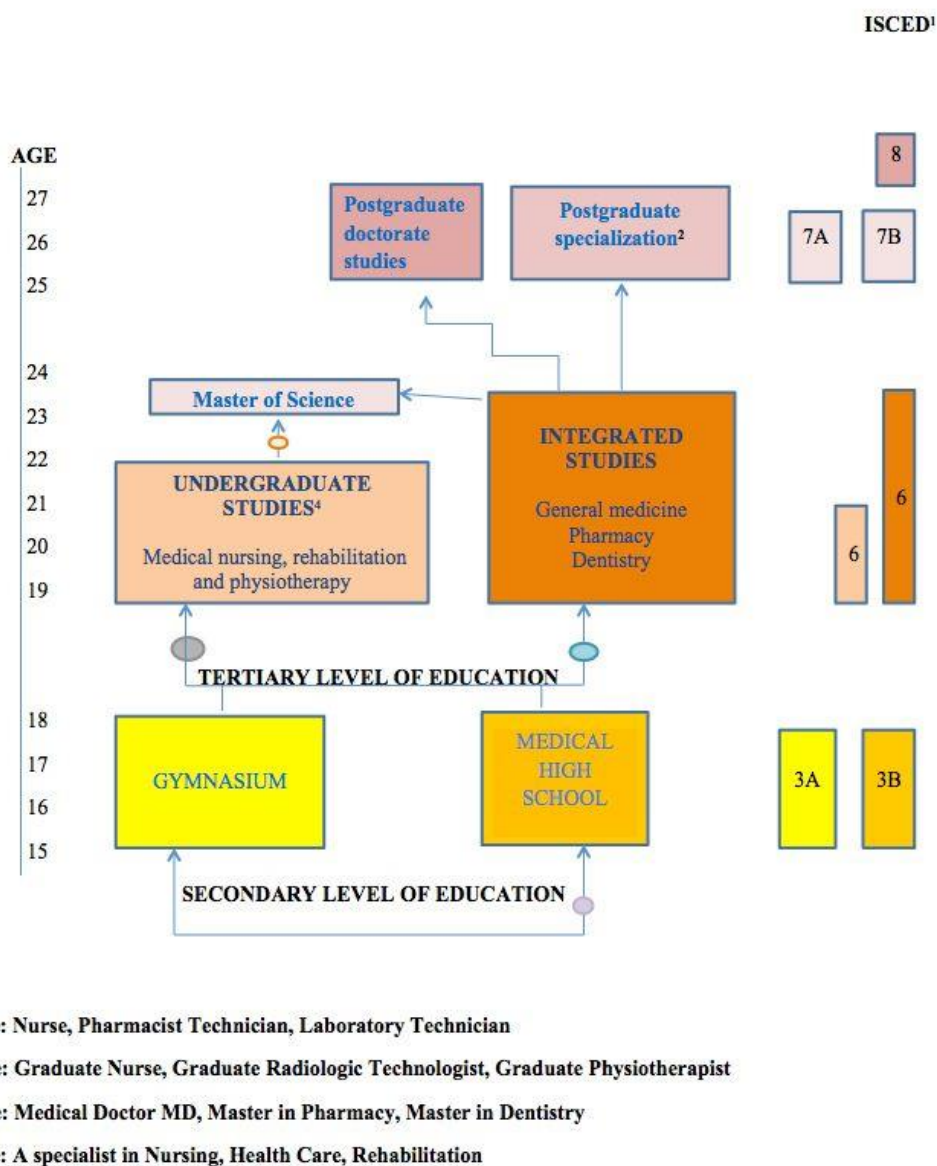 ISCED¹
AGE
8
27
Postgraduate
doctorate
studies
Postgraduate
specialization²
7A
7B
26
25
24
Master of Science
23
INTEGRATED
STUDIES
22
UNDERGRADUATE
STUDIES⁴
21
General medicine
Pharmacy
Dentistry
6
6
20
Medical nursing, rehabilitation
and physiotherapy
19
TERTIARY LEVEL OF EDUCATION
18
MEDICAL
HIGH
SCHOOL
17
GYMNASIUM
3A
3B
16
15
SECONDARY LEVEL OF EDUCATION
: Nurse, Pharmacist Technician, Laboratory Technician
e: Graduate Nurse, Graduate Radiologic Technologist, Graduate Physiotherapist
e: Medical Doctor MD, Master in Pharmacy, Master in Dentistry
: A specialist in Nursing, Health Care, Rehabilitation